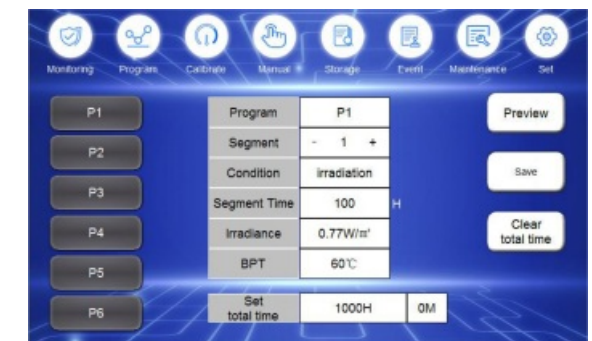 Monitoring Program Calibrate Manual Storage Event Maintenance Set
P1
P2
P3
P4
P5
P6
Program P1
Segment - 1 +
Condition irradiation
Segment Time 100 H
Irradiance 0.77W/m²
BPT 60℃
Set total time 1000H 0M
Preview
Save
Clear
total time